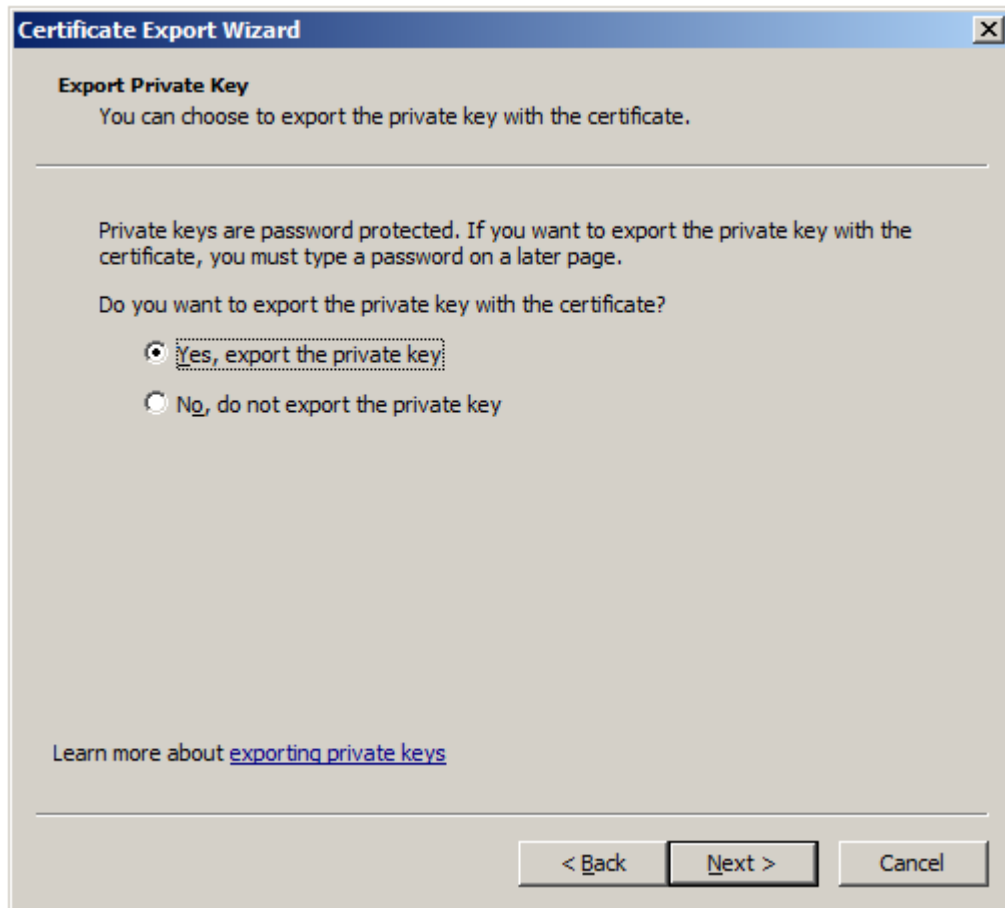 Certificate Export Wizard
Export Private Key
You can choose to export the private key with the certificate.
Private keys are password protected. If you want to export the private key with the
certificate, you must type a password on a later page.
Do you want to export the private key with the certificate?
Yes, export the private key
No, do not export the private key
Learn more about exporting private keys
< Back
Next >
Cancel